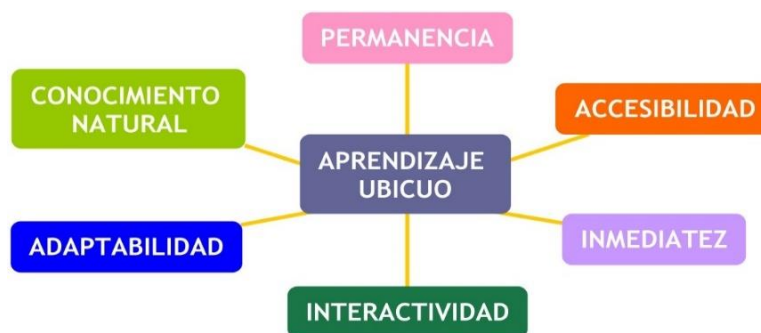 PERMANENCIA
CONOCIMIENTO
NATURAL
ACCESIBILIDAD
APRENDIZAJE
UBICUO
ADAPTABILIDAD
INMEDIATEZ
INTERACTIVIDAD